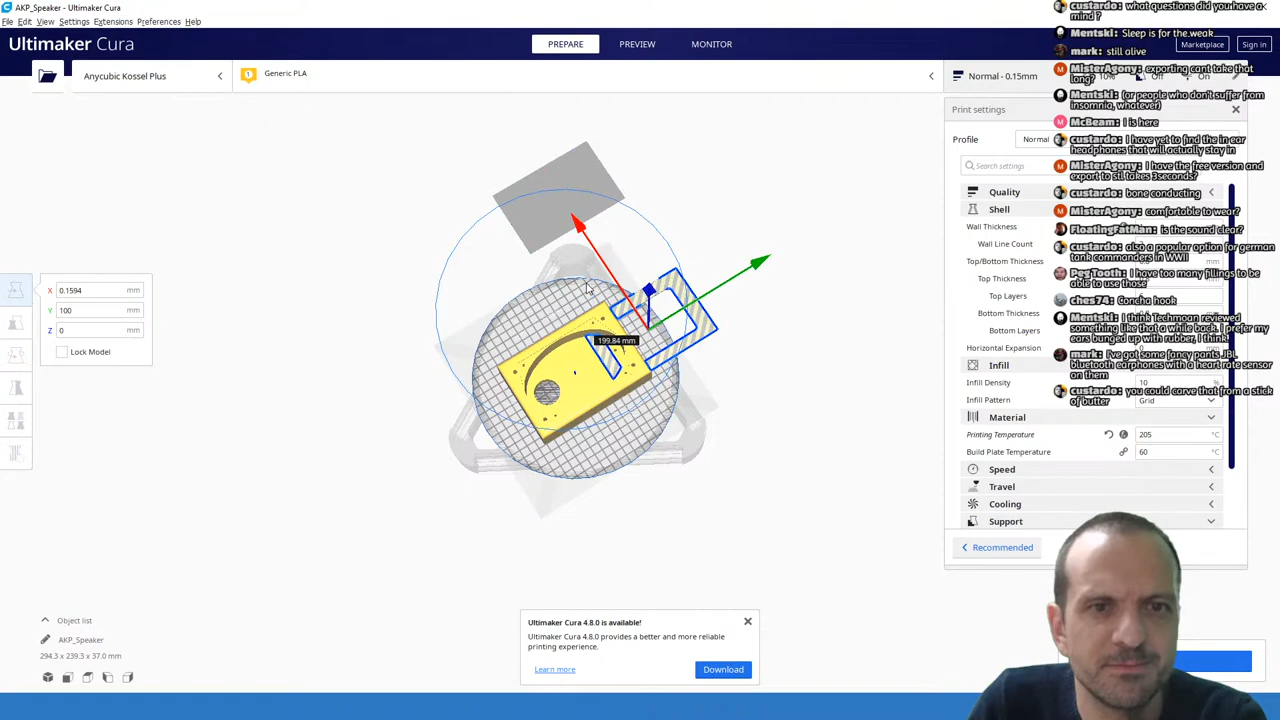 AKP_Speaker - Ultimaker Cura
File Edit View Settings Extensions Preferences Help
Ultimaker Cura
PREPARE
PREVIEW
MONITOR
Marketplace
Sign in
Anycubic Kossel Plus
1
Generic PLA
Normal - 0.15mm
10%
Off
On
Print settings
Profile
Normal
Search settings
Quality
Shell
Wall Thickness
Wall Line Count
Top/Bottom Thickness
mm
Top Thickness
Top Layers
Bottom Thickness
Bottom Layers
Horizontal Expansion
0
Infill
Infill Density
10
%
Infill Pattern
Grid
Material
Printing Temperature
205
°C
Build Plate Temperature
60
°C
Speed
Travel
Cooling
Support
Recommended
X 0.1594 mm
Y 100 mm
Z 0 mm
Lock Model
199.84 mm
Object list
AKP_Speaker
294.3 x 239.3 x 37.0 mm
Ultimaker Cura 4.8.0 is available!
Ultimaker Cura 4.8.0 provides a better and more reliable
printing experience.
Learn more
Download
custardo: what questions did you have a
mind ?
Mentski: Sleep is for the weak
mark: still alive
MisterAgony: exporting cant take that
long?
Mentski: (or people who don't suffer from
insomnia, whatever)
McBeam: I is here
custardo: I have yet to find the in ear
headphones that will actually stay in
MisterAgony: I have the free version and
export to stl takes 3seconds?
custardo: bone conducting
MisterAgony: comfortable to wear?
FloatingFatMan: is the sound clear?
custardo: also a popular option for german
tank commanders in WWII
PegTooth: I have too many fillings to be
able to use those
ches74: Concha hook
Mentski: I think Techmoan reviewed
something like that a while back. I prefer my
ears bunged up with rubber, I think.
mark: I've got some fancy pants JBL
bluetooth earphones with a heart rate sensor
on them
custardo: you could carve that from a stick
of butter